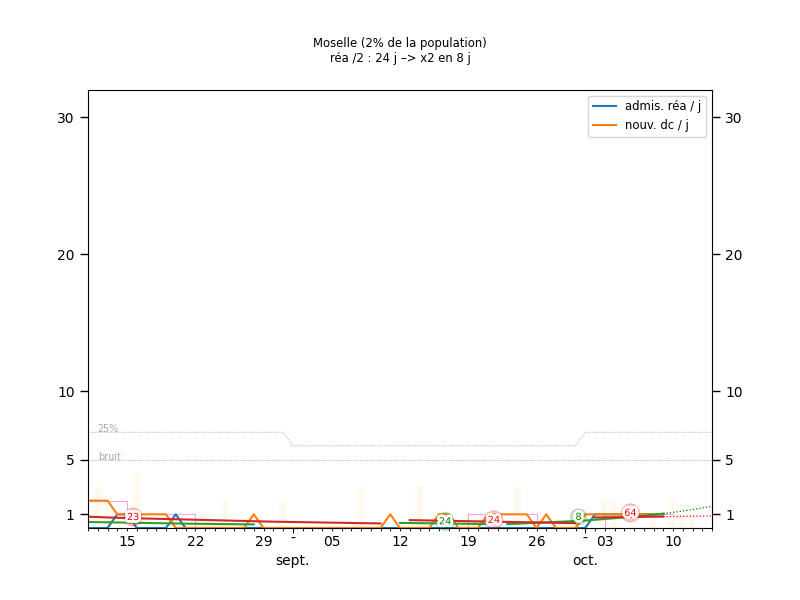 Moselle (2% de la population)
réa /2 : 24 j –> x2 en 8 j
admis. réa / j
nouv. dc / j
30 30
20 20
10 10
25%
5 5
bruit
1 1
23 24 24 8 64
15 22 29 - 05 12 19 26 - 03 10
sept. oct.